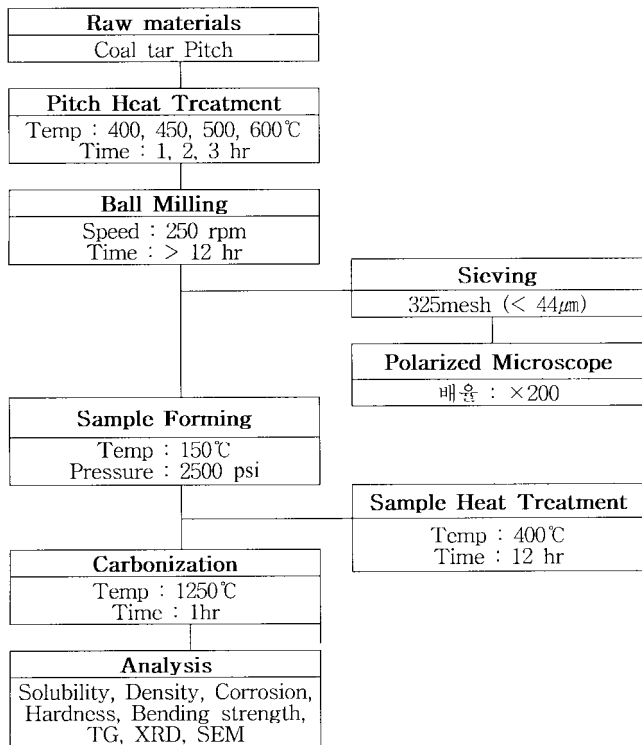 Raw materials
Coal tar Pitch
Pitch Heat Treatment
Temp : 400, 450, 500, 600℃
Time : 1, 2, 3 hr
Ball Milling
Speed : 250 rpm
Time : > 12 hr
Sieving
325mesh (< 44㎛)
Polarized Microscope
배율 : ×200
Sample Forming
Temp : 150℃
Pressure : 2500 psi
Sample Heat Treatment
Temp : 400℃
Time : 12 hr
Carbonization
Temp : 1250℃
Time : 1hr
Analysis
Solubility, Density, Corrosion,
Hardness, Bending strength,
TG, XRD, SEM